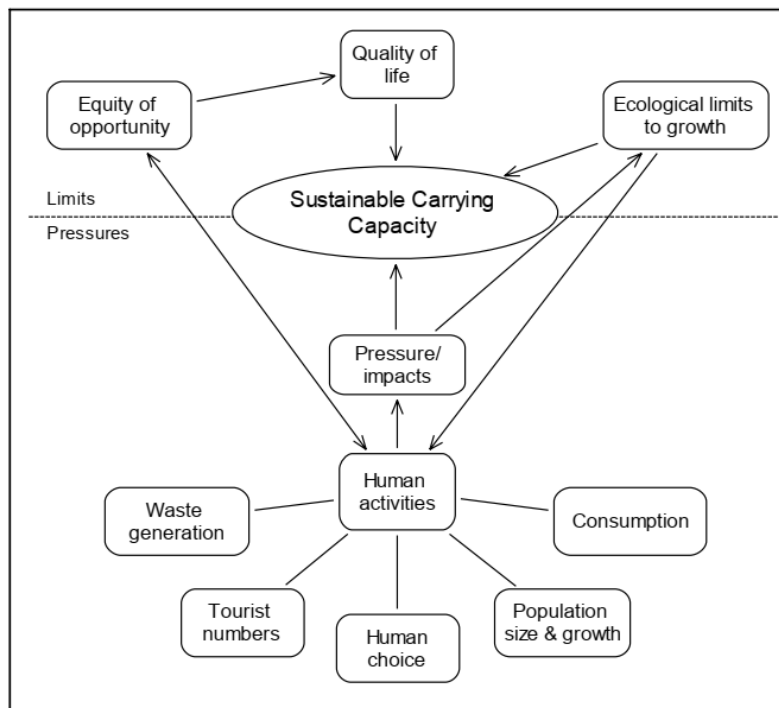 Quality of
life
Equity of
opportunity
Ecological limits
to growth
Sustainable Carrying
Capacity
Limits
Pressures
Pressure/
impacts
Human
activities
Waste
generation
Consumption
Tourist
numbers
Human
choice
Population
size & growth